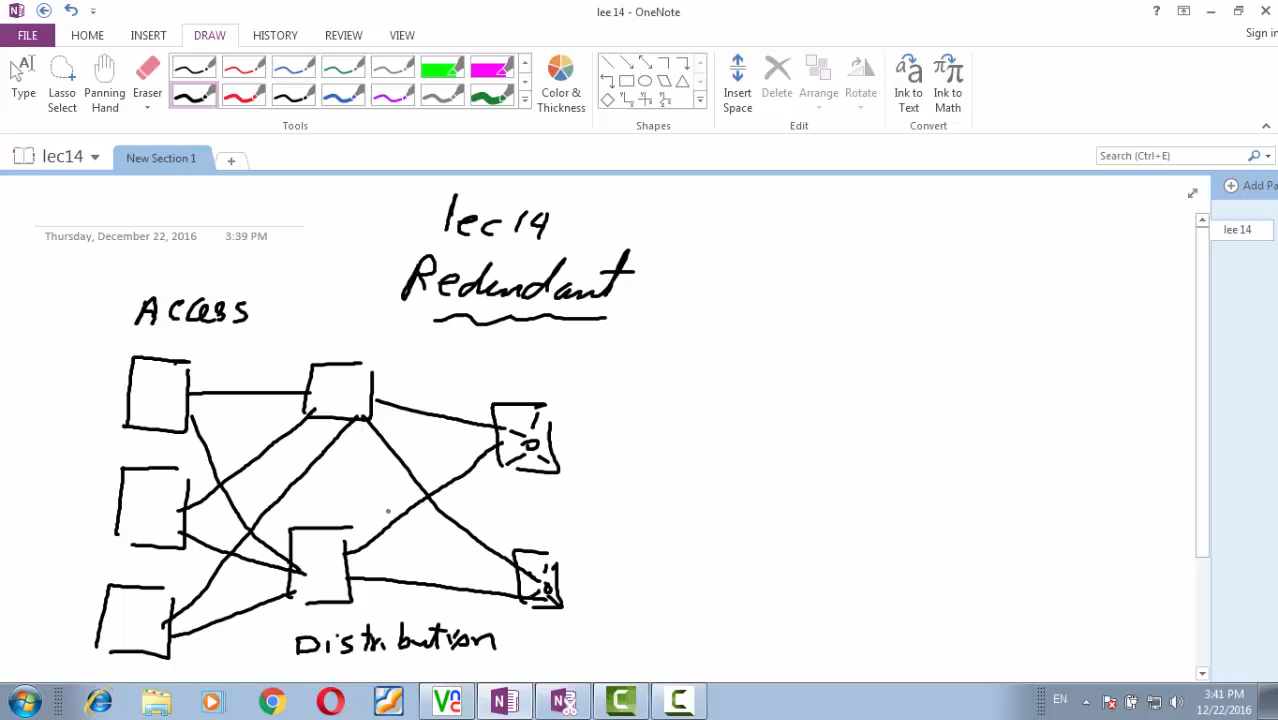 lee 14 - OneNote
?
Sign in
FILE HOME INSERT DRAW HISTORY REVIEW VIEW
Type
Lasso Select
Panning Hand
Eraser
Color & Thickness
Insert Space
Delete
Arrange
Rotate
Ink to Text
Ink to Math
Tools
Shapes
Edit
Convert
lec14
New Section 1
Search (Ctrl+E)
Add Pa
lee 14
Thursday, December 22, 2016 3:39 PM
lec 14
Redundant
Access
Distribution
EN
3:41 PM
12/22/2016